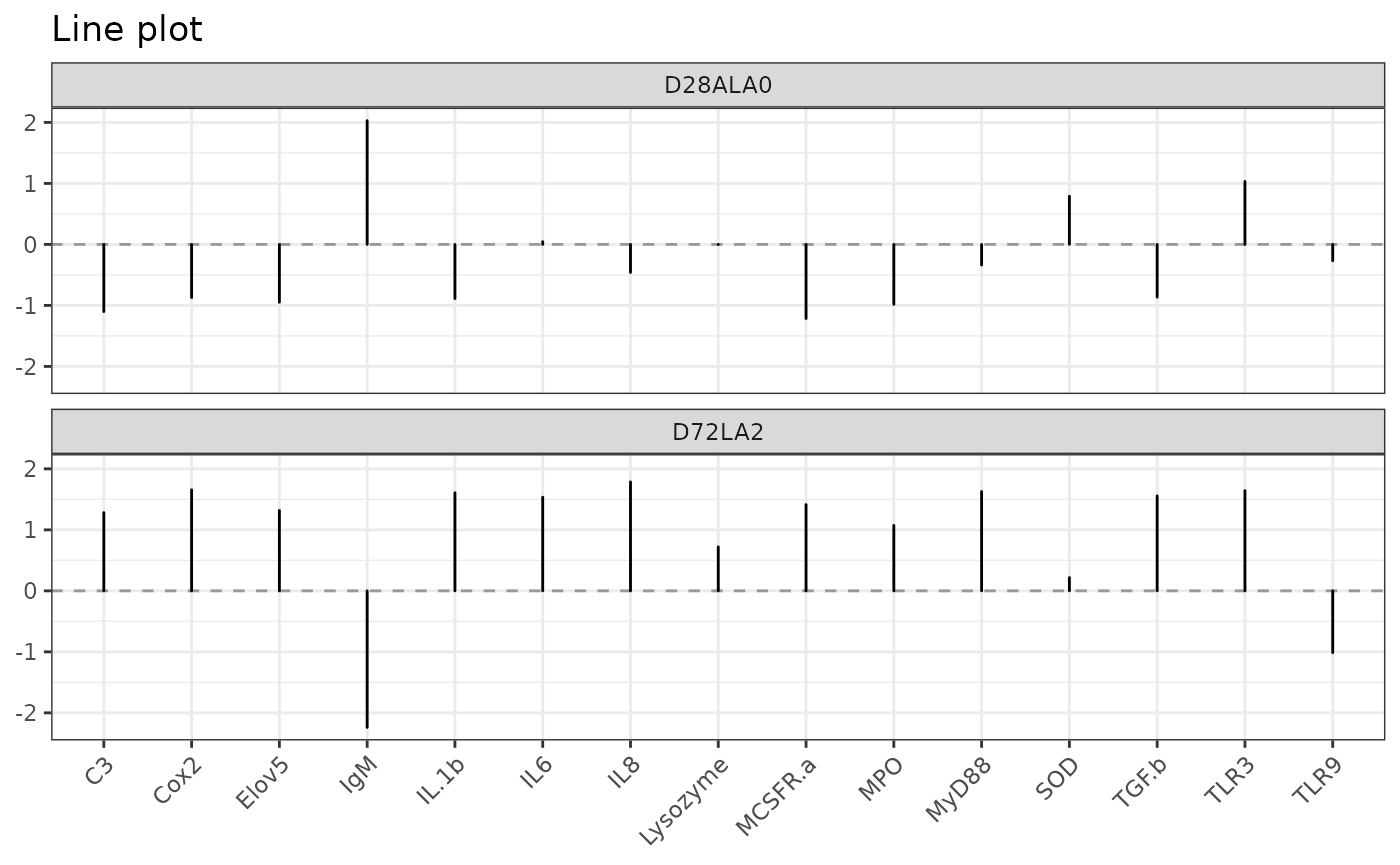 Line plot
D28ALA0
2
1
0
-1
-2
D72LA2
2
1
0
-1
-2
C3 Cox2 Elov5 IgM IL.1b IL6 IL8 Lysozyme MCSFR.a MPO MyD88 SOD TGF.b TLR3 TLR9